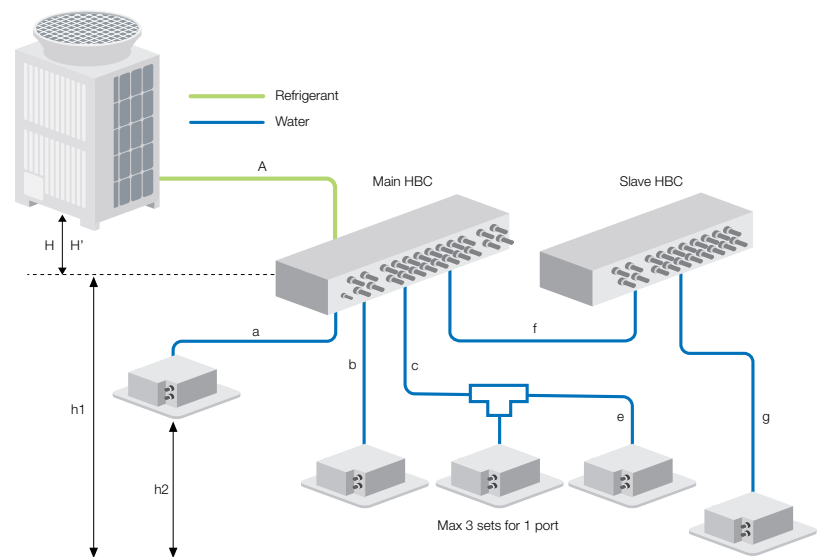 Refrigerant
Water
A
Main HBC
Slave HBC
H H'
a
f
b
c
h1
e
g
h2
Max 3 sets for 1 port